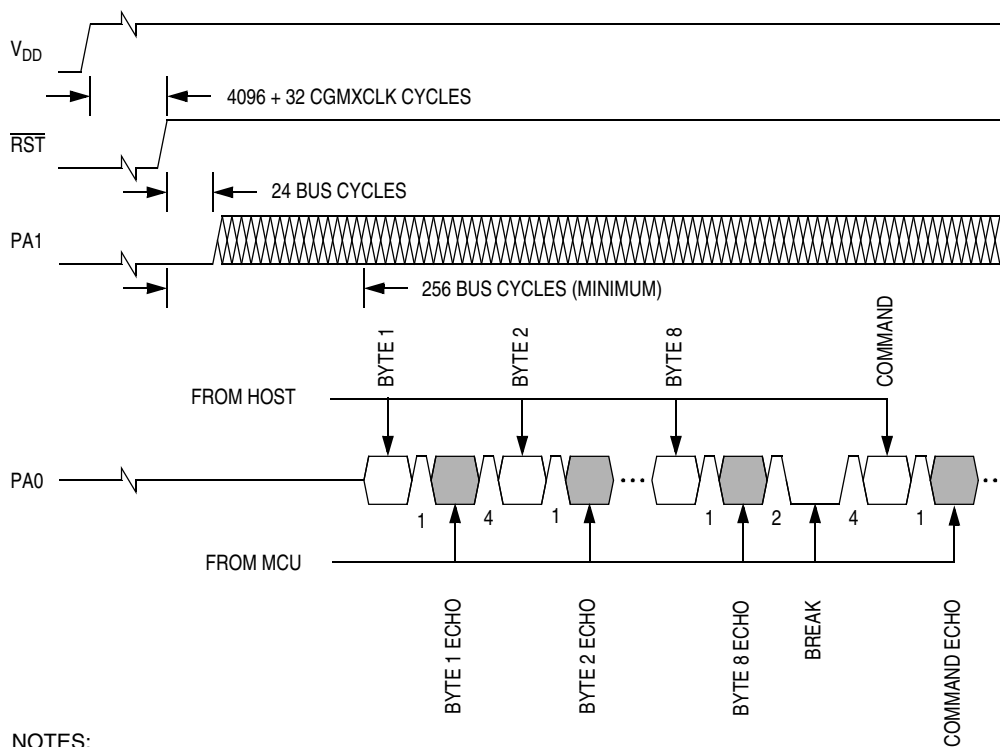 VDD
4096 + 32 CGMXCLK CYCLES
RST
24 BUS CYCLES
PA1
256 BUS CYCLES (MINIMUM)
BYTE 1
BYTE 2
BYTE 8
COMMAND
FROM HOST
PA0
1
4
1
1
2
4
1
FROM MCU
BYTE 1 ECHO
BYTE 2 ECHO
BYTE 8 ECHO
BREAK
COMMAND ECHO
NOTES: